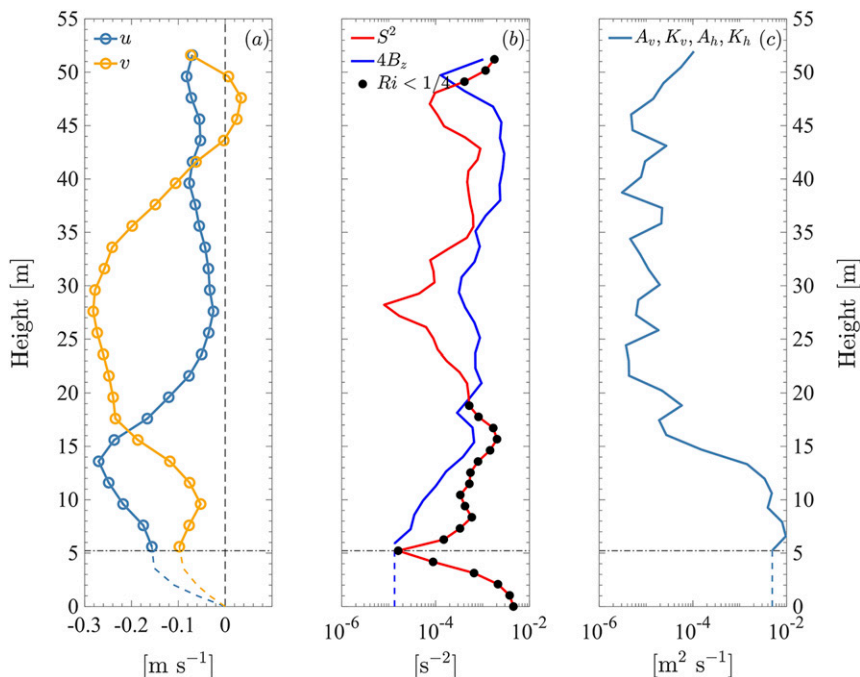 55
50
45
40
35
30
25
20
15
10
5
0
Height [m]
u
v
(a)
-0.3 -0.2 -0.1 0
[m s⁻¹]
S²
4B_z
Ri < 1/4
(b)
10⁻⁶ 10⁻⁴ 10⁻²
[s⁻²]
A_v, K_v, A_h, K_h (c)
10⁻⁶ 10⁻⁴ 10⁻²
[m² s⁻¹]
55
50
45
40
35
30
25
20
15
10
5
0
Height [m]